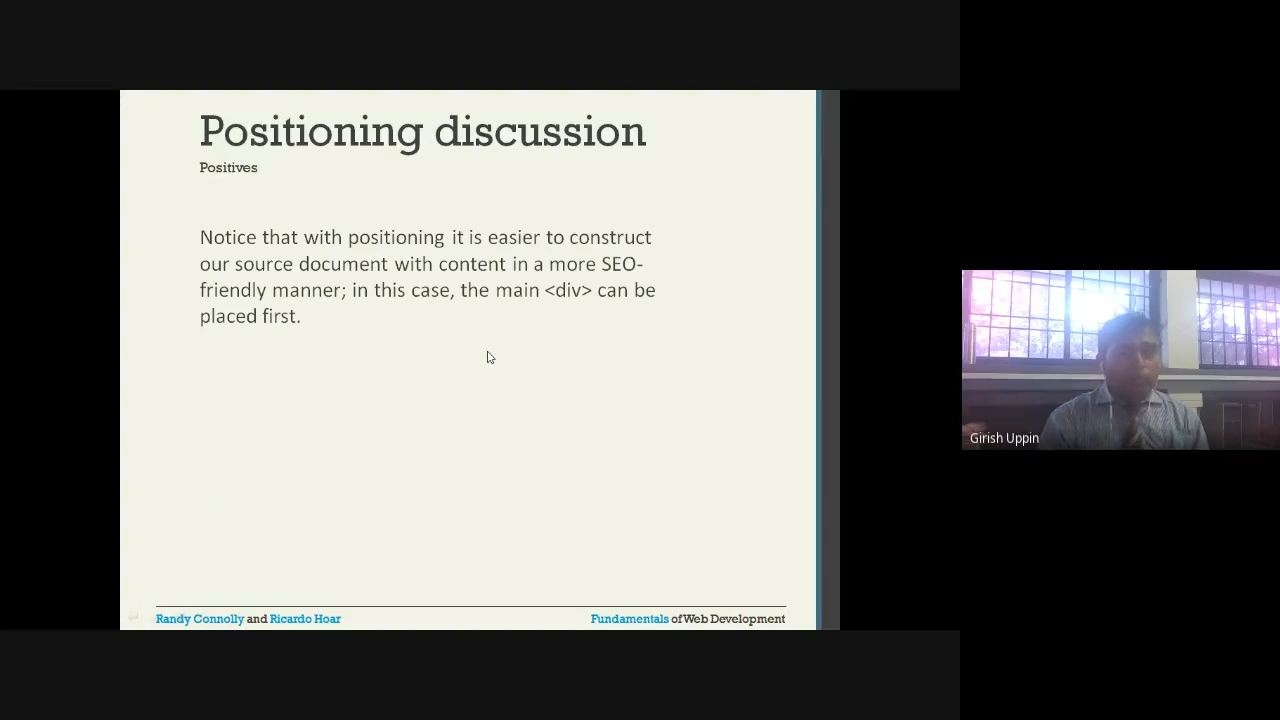 Positioning discussion
Positives
Notice that with positioning it is easier to construct
our source document with content in a more SEO-
friendly manner; in this case, the main <div> can be
placed first.
Randy Connolly and Ricardo Hoar
Fundamentals of Web Development
Girish Uppin